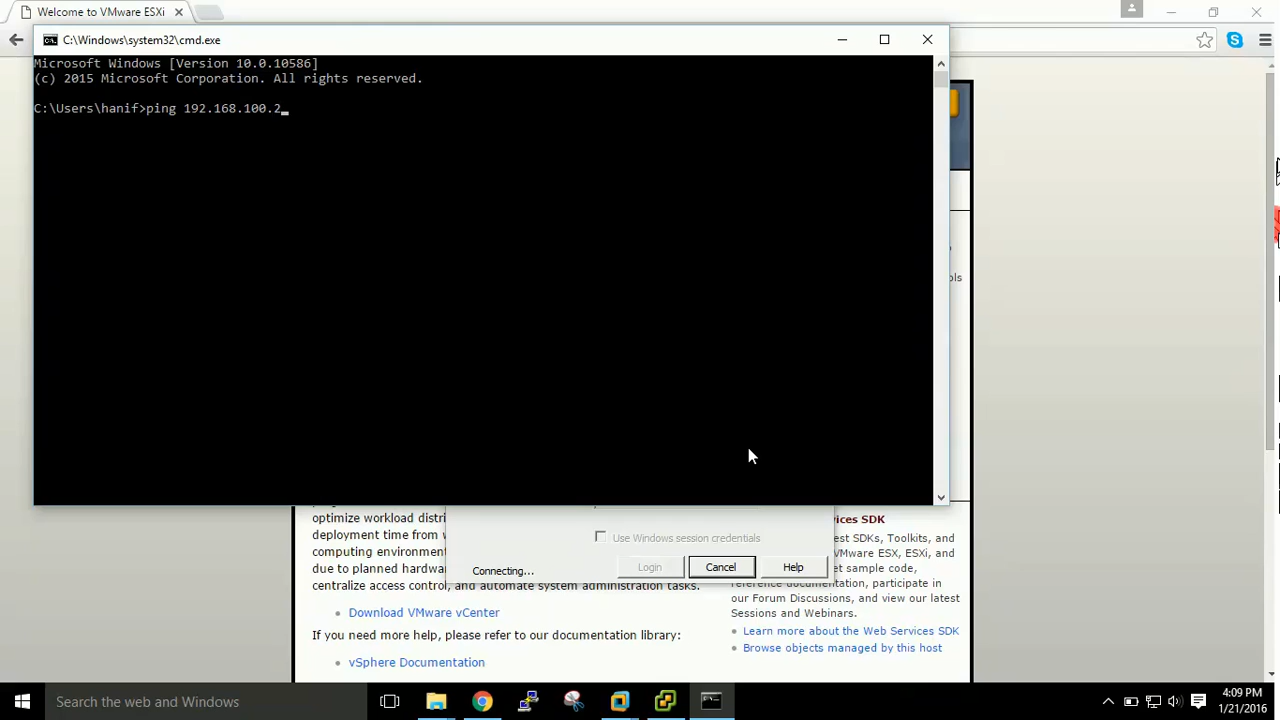 Welcome to VMware ESXi
C:\Windows\system32\cmd.exe
Microsoft Windows [Version 10.0.10586]
(c) 2015 Microsoft Corporation. All rights reserved.
C:\Users\hanif>ping 192.168.100.2_
optimize workload distri
deployment time from
computing environmen
due to planned hardwa
centralize access control, and automate system administration tasks.
Download VMware vCenter
If you need more help, please refer to our documentation library:
vSphere Documentation
Use Windows session credentials
Connecting...
Login
Cancel
Help
ols
ices SDK
est SDKs, Toolkits, and
VMware ESX, ESXi, and
et sample code,
reference documentation, participate in
our Forum Discussions, and view our latest
Sessions and Webinars.
Learn more about the Web Services SDK
Browse objects managed by this host
Search the web and Windows
4:09 PM
1/21/2016